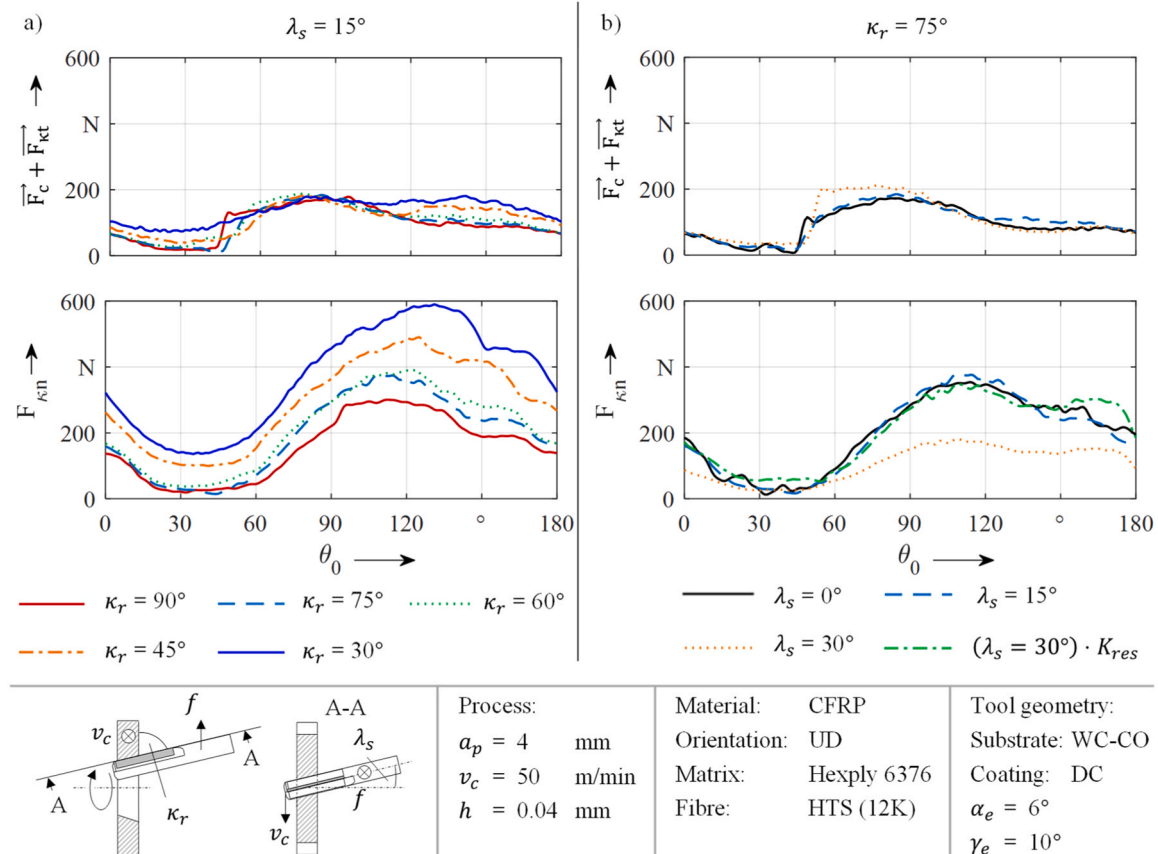 a)
λs = 15°
600
N
200
0
F⃗c + F⃗κt
600
N
200
0
Fκn
0 30 60 90 120 ° 180
θ0
κr = 90° κr = 75° κr = 60°
κr = 45° κr = 30°
b)
κr = 75°
600
N
200
0
F⃗c + F⃗κt
600
N
200
0
Fκn
0 30 60 90 120 ° 180
θ0
λs = 0° λs = 15°
λs = 30° (λs = 30°) · Kres
f
vc
A
A
κr
A-A
λs
f
vc
Process:
ap = 4 mm
vc = 50 m/min
h = 0.04 mm
Material: CFRP
Orientation: UD
Matrix: Hexply 6376
Fibre: HTS (12K)
Tool geometry:
Substrate: WC-CO
Coating: DC
αe = 6°
γe = 10°